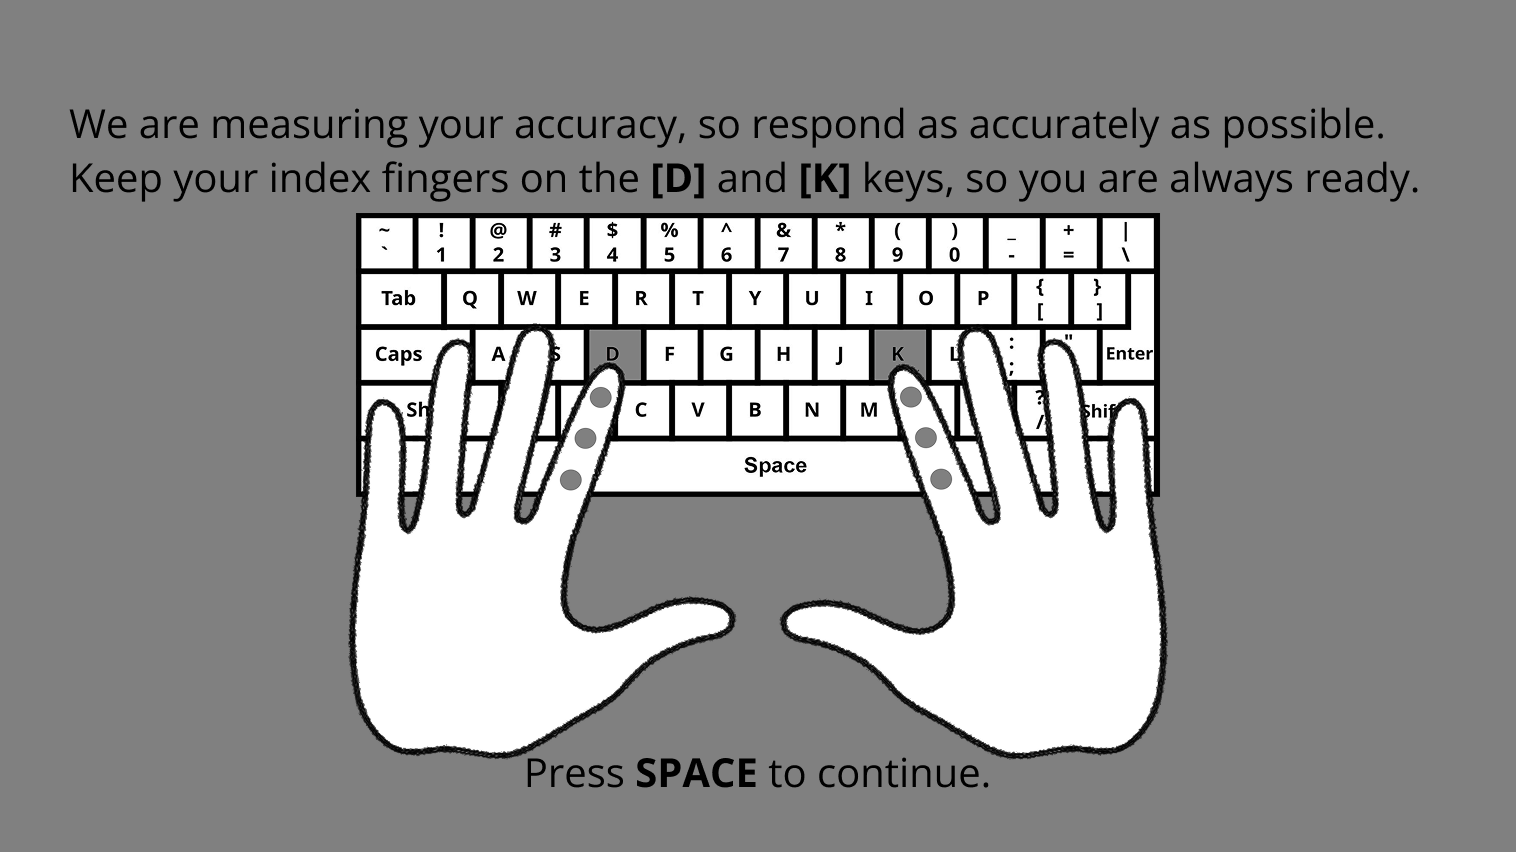 We are measuring your accuracy, so respond as accurately as possible.
Keep your index fingers on the [D] and [K] keys, so you are always ready.
~ ! @ # $ % ^ & * ( ) _ + |
` 1 2 3 4 5 6 7 8 9 0 - = \
Tab Q W E R T Y U I O P { [ } ]
Caps A S D F G H J K L : ; " Enter
C V B N M ? /
Space
Press SPACE to continue.